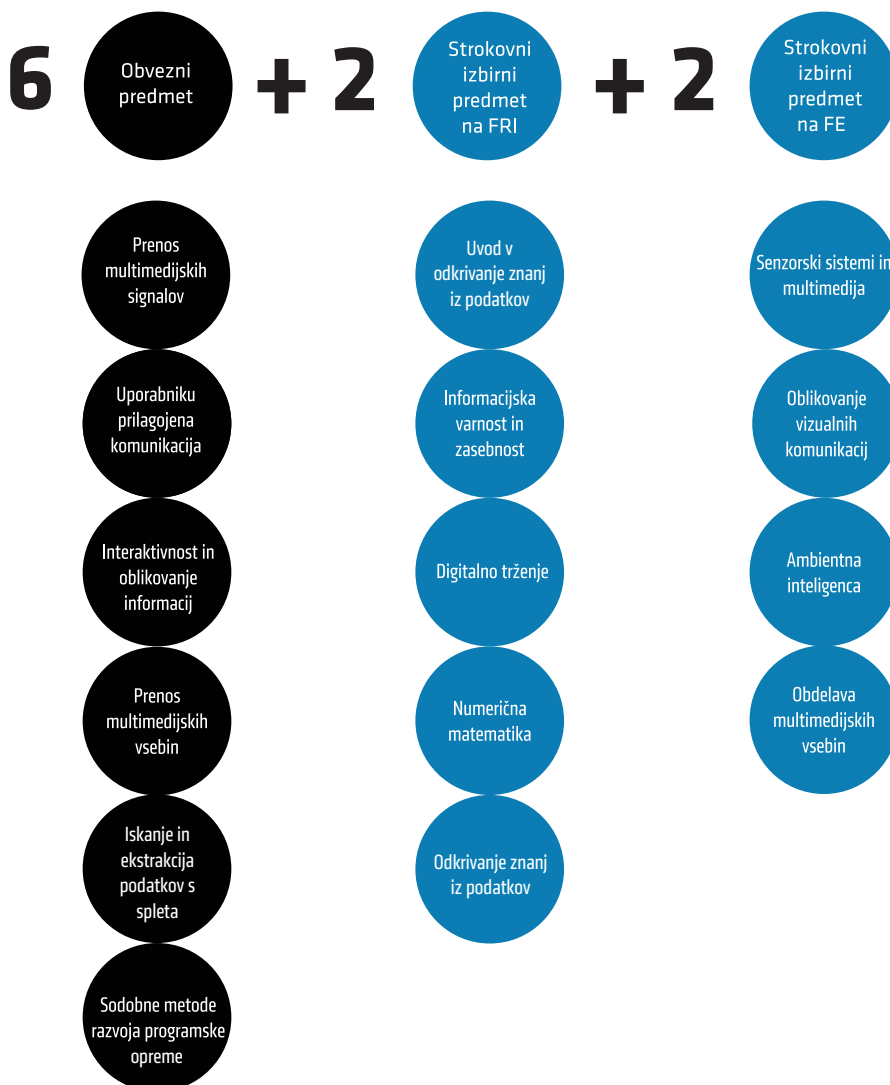 6
Obvezni
predmet
+ 2
Strokovni
izbirni
predmet
na FRI
+ 2
Strokovni
izbirni
predmet
na FE
Prenos
multimedijskih
signalov
Uporabniku
prilagojena
komunikacija
Interaktivnost in
oblikovanje
informacij
Prenos
multimedijskih
vsebin
Iskanje in
ekstrakcija
podatkov s
spleta
Sodobne metode
razvoja programske
opreme
Uvod v
odkrivanje znanj
iz podatkov
Informacijska
varnost in
zasebnost
Digitalno trženje
Numerična
matematika
Odkrivanje znanj
iz podatkov
Senzorski sistemi in
multimedija
Oblikovanje
vizualnih
komunikacij
Ambientna
inteligenca
Obdelava
multimedijskih
vsebin